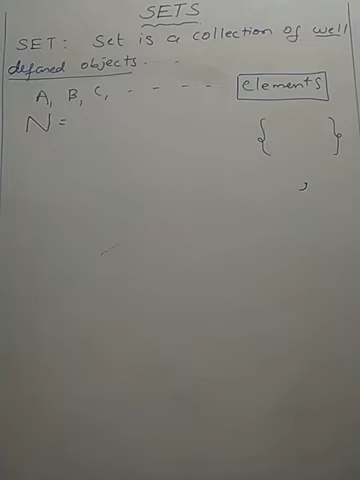 SETS
SET: Set is a collection of well
defined objects. . .
A, B, C, - - - - elements
N = { }
,